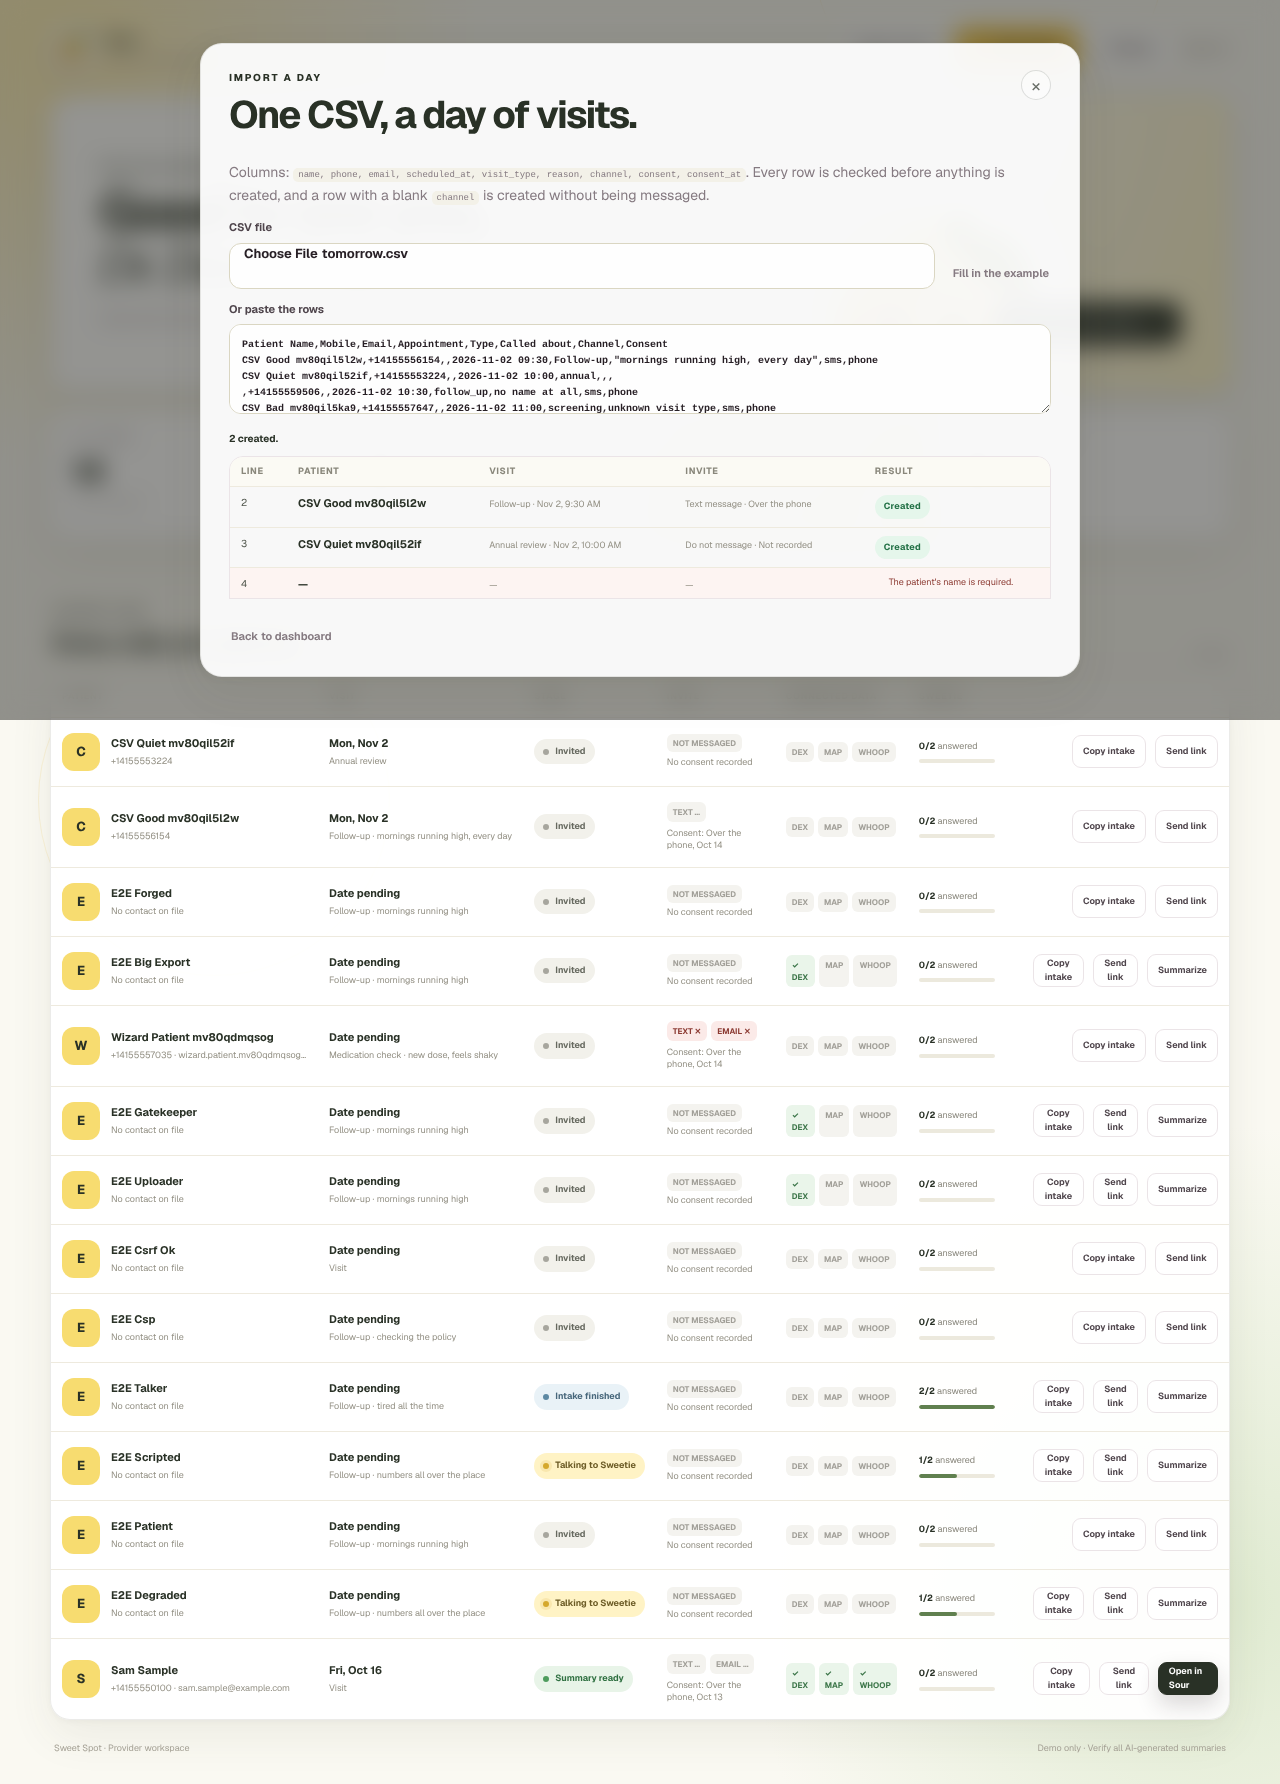 IMPORT A DAY
×
One CSV, a day of visits.
Columns: name, phone, email, scheduled_at, visit_type, reason, channel, consent, consent_at. Every row is checked before anything is
created, and a row with a blank channel is created without being messaged.
CSV file
Choose File tomorrow.csv
Fill in the example
Or paste the rows
Patient Name,Mobile,Email,Appointment,Type,Called about,Channel,Consent
CSV Good mv80qil5l2w,+14155556154,,2026-11-02 09:30,Follow-up,"mornings running high, every day",sms,phone
CSV Quiet mv80qil52if,+14155553224,,2026-11-02 10:00,annual,,,
,+14155559506,,2026-11-02 10:30,follow_up,no name at all,sms,phone
CSV Bad mv80qil5ka9,+14155557647,,2026-11-02 11:00,screening,unknown visit type,sms,phone
2 created.
LINE PATIENT VISIT INVITE RESULT
2 CSV Good mv80qil5l2w Follow-up · Nov 2, 9:30 AM Text message · Over the phone Created
3 CSV Quiet mv80qil52if Annual review · Nov 2, 10:00 AM Do not message · Not recorded Created
4 — — — The patient's name is required.
Back to dashboard
C CSV Quiet mv80qil52if Mon, Nov 2 Invited NOT MESSAGED DEX MAP WHOOP 0/2 answered Copy intake Send link
+14155553224 Annual review No consent recorded
C CSV Good mv80qil5l2w Mon, Nov 2 Invited TEXT … DEX MAP WHOOP 0/2 answered Copy intake Send link
+14155556154 Follow-up · mornings running high, every day Consent: Over the
phone, Oct 14
E E2E Forged Date pending Invited NOT MESSAGED DEX MAP WHOOP 0/2 answered Copy intake Send link
No contact on file Follow-up · mornings running high No consent recorded
E E2E Big Export Date pending Invited NOT MESSAGED ✓ DEX MAP WHOOP 0/2 answered Copy intake Send link Summarize
No contact on file Follow-up · mornings running high No consent recorded
W Wizard Patient mv80qdmqsog Date pending Invited TEXT × EMAIL × DEX MAP WHOOP 0/2 answered Copy intake Send link
+14155557035 · wizard.patient.mv80qdmqsog… Medication check · new dose, feels shaky Consent: Over the
phone, Oct 14
E E2E Gatekeeper Date pending Invited NOT MESSAGED ✓ DEX MAP WHOOP 0/2 answered Copy intake Send link Summarize
No contact on file Follow-up · mornings running high No consent recorded
E E2E Uploader Date pending Invited NOT MESSAGED ✓ DEX MAP WHOOP 0/2 answered Copy intake Send link Summarize
No contact on file Follow-up · mornings running high No consent recorded
E E2E Csrf Ok Date pending Invited NOT MESSAGED DEX MAP WHOOP 0/2 answered Copy intake Send link
No contact on file Visit No consent recorded
E E2E Csp Date pending Invited NOT MESSAGED DEX MAP WHOOP 0/2 answered Copy intake Send link
No contact on file Follow-up · checking the policy No consent recorded
E E2E Talker Date pending Intake finished NOT MESSAGED DEX MAP WHOOP 2/2 answered Copy intake Send link Summarize
No contact on file Follow-up · tired all the time No consent recorded
E E2E Scripted Date pending Talking to Sweetie NOT MESSAGED DEX MAP WHOOP 1/2 answered Copy intake Send link Summarize
No contact on file Follow-up · numbers all over the place No consent recorded
E E2E Patient Date pending Invited NOT MESSAGED DEX MAP WHOOP 0/2 answered Copy intake Send link
No contact on file Follow-up · mornings running high No consent recorded
E E2E Degraded Date pending Talking to Sweetie NOT MESSAGED DEX MAP WHOOP 1/2 answered Copy intake Send link Summarize
No contact on file Follow-up · numbers all over the place No consent recorded
S Sam Sample Fri, Oct 16 Summary ready TEXT … EMAIL … ✓ DEX ✓ MAP ✓ WHOOP 0/2 answered Copy intake Send link Open in Sour
+14155550100 · sam.sample@example.com Visit Consent: Over the
phone, Oct 13
Sweet Spot · Provider workspace
Demo only · Verify all AI-generated summaries